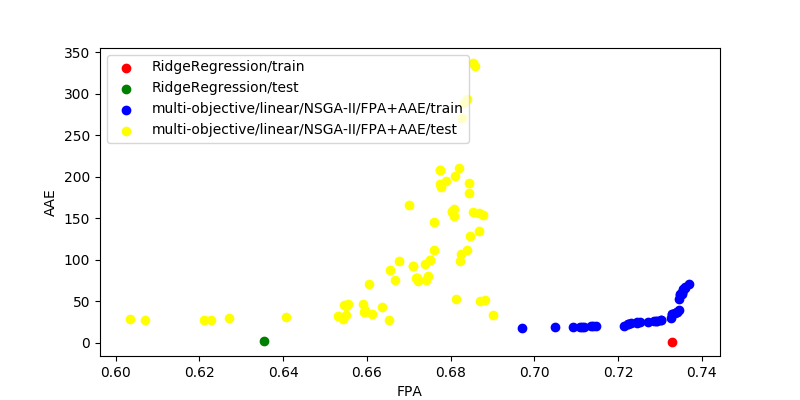 350
300
250
200
150
100
50
0
AAE
RidgeRegression/train
RidgeRegression/test
multi-objective/linear/NSGA-II/FPA+AAE/train
multi-objective/linear/NSGA-II/FPA+AAE/test
0.60 0.62 0.64 0.66 0.68 0.70 0.72 0.74
FPA